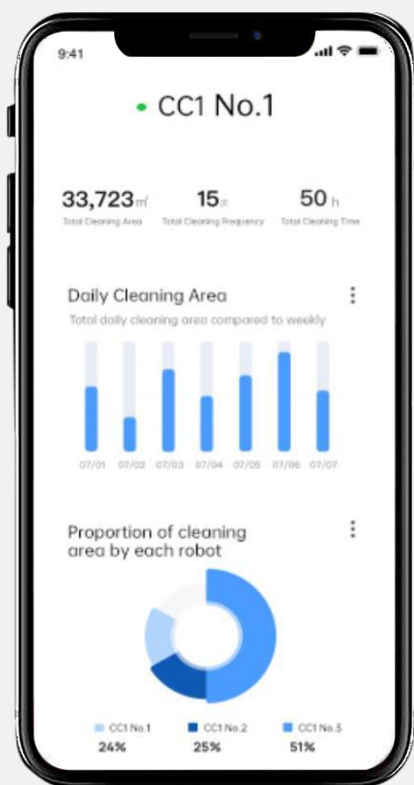 9:41
CC1 No.1
33,723㎡ 15次 50 h
Total Cleaning Area Total Cleaning Frequency Total Cleaning Time
Daily Cleaning Area
Total daily cleaning area compared to weekly
07/01 07/02 07/03 07/04 07/05 07/06 07/07
Proportion of cleaning
area by each robot
CC1 No.1 CC1 No.2 CC1 No.3
24% 25% 51%